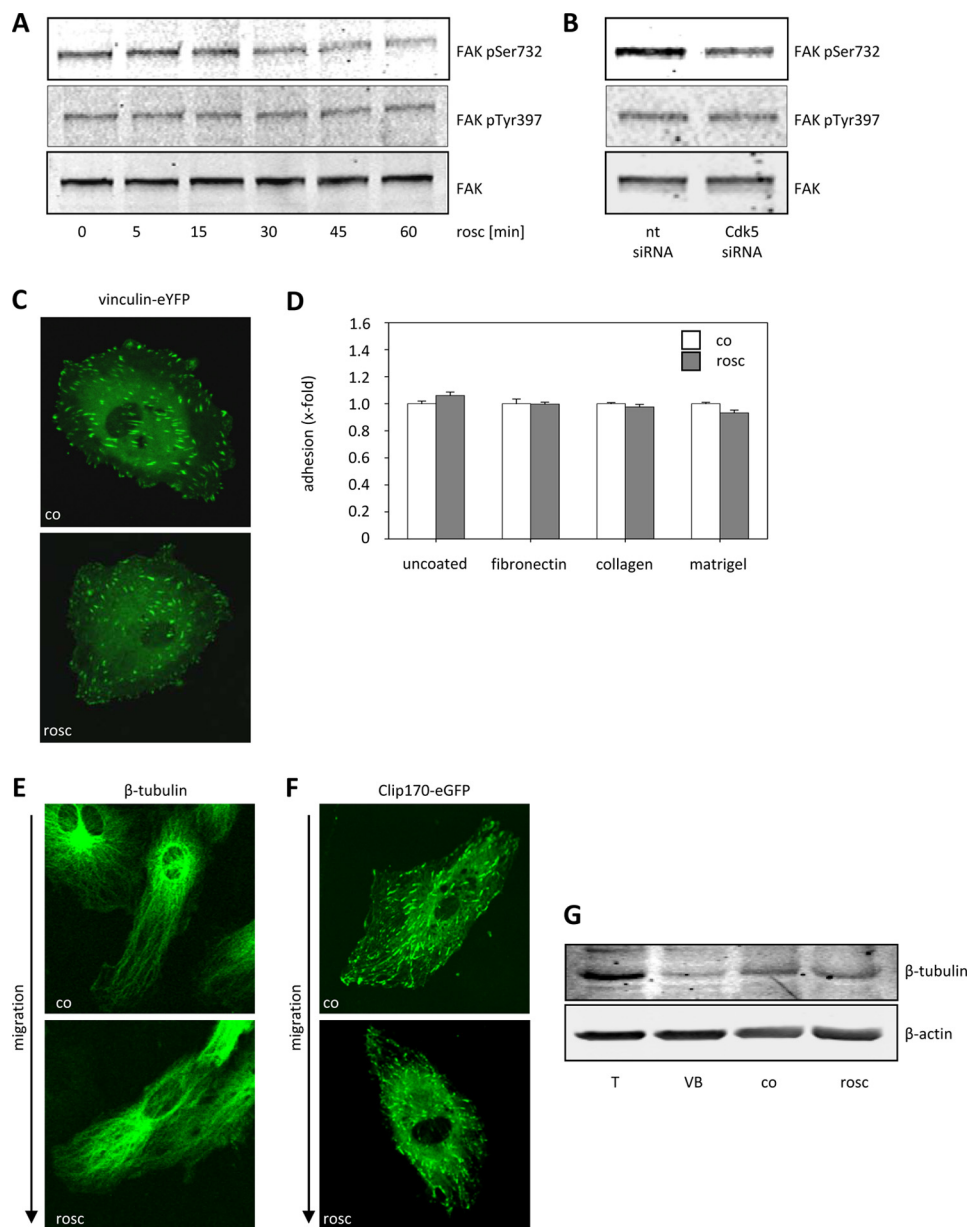 A
FAK pSer732
FAK pTyr397
FAK
0 5 15 30 45 60 rosc [min]
B
FAK pSer732
FAK pTyr397
FAK
nt siRNA
Cdk5 siRNA
C
vinculin-eYFP
co
rosc
D
1.6
1.4
1.2
1.0
0.8
0.6
0.4
0.2
0
adhesion (x-fold)
co
rosc
uncoated fibronectin collagen matrigel
E
β-tubulin
migration
co
rosc
F
Clip170-eGFP
migration
co
rosc
G
β-tubulin
β-actin
T VB co rosc